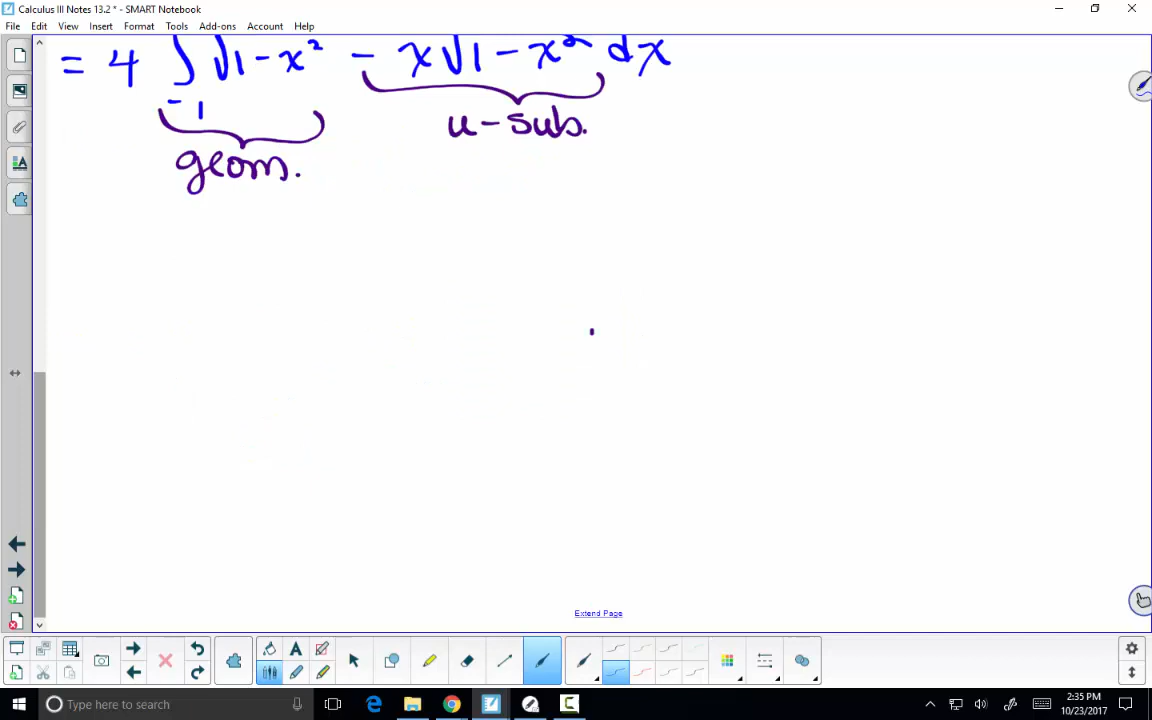 Calculus III Notes 13.2 * - SMART Notebook
File Edit View Insert Format Tools Add-ons Account Help
= 4 ∫ √1 - x² - x√1 - x² dx
-1
geom.
u-sub.
Extend Page
Type here to search
2:35 PM
10/23/2017